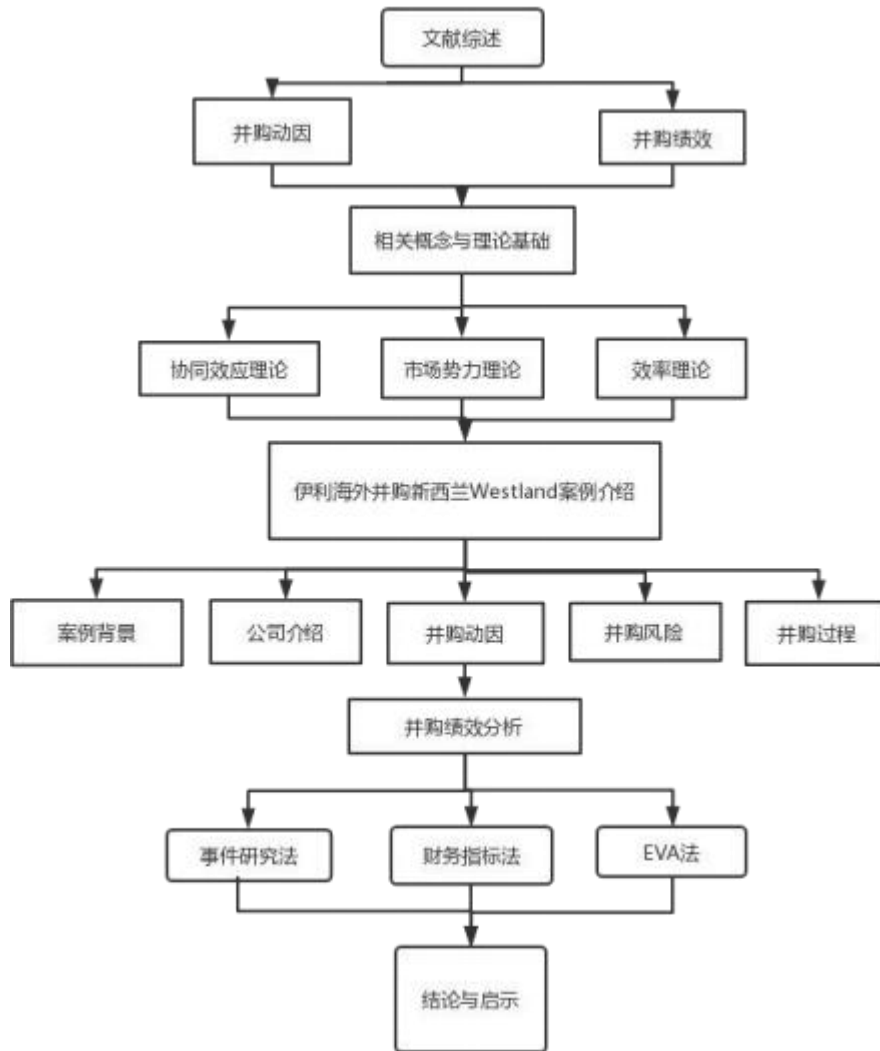 文献综述
并购动因
并购绩效
相关概念与理论基础
协同效应理论
市场势力理论
效率理论
伊利海外并购新西兰Westland案例介绍
案例背景
公司介绍
并购动因
并购风险
并购过程
并购绩效分析
事件研究法
财务指标法
EVA法
结论与启示